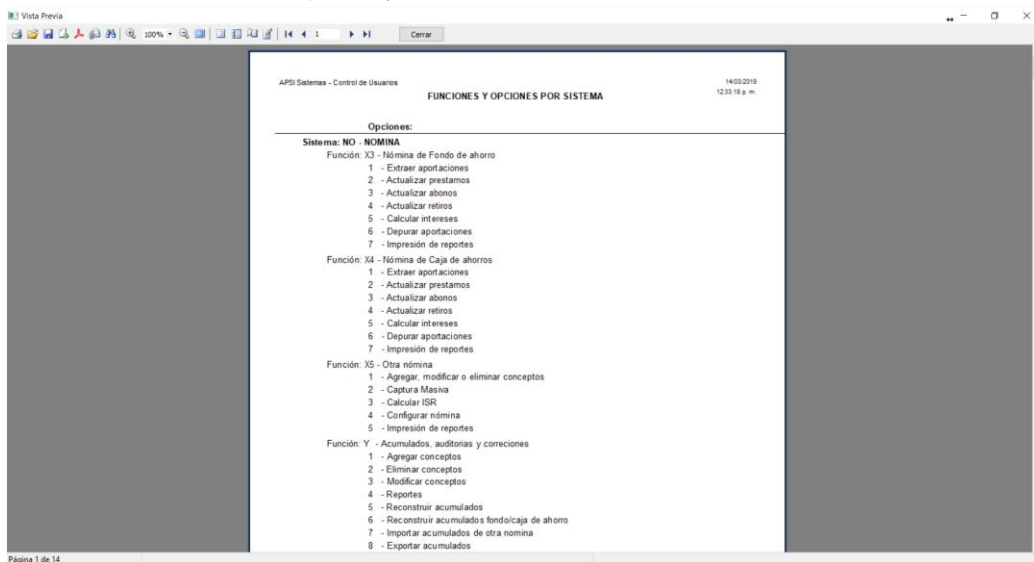 Vista Previa
100% 1 Cerrar
APSI Sistemas - Control de Usuarios 14/03/2019
FUNCIONES Y OPCIONES POR SISTEMA 12:33:18 p. m.
Opciones:
Sistema: NO - NOMINA
Función: X3 - Nómina de Fondo de ahorro
1 - Extraer aportaciones
2 - Actualizar prestamos
3 - Actualizar abonos
4 - Actualizar retiros
5 - Calcular intereses
6 - Depurar aportaciones
7 - Impresión de reportes
Función: X4 - Nómina de Caja de ahorros
1 - Extraer aportaciones
2 - Actualizar prestamos
3 - Actualizar abonos
4 - Actualizar retiros
5 - Calcular intereses
6 - Depurar aportaciones
7 - Impresión de reportes
Función: X5 - Otra nómina
1 - Agregar, modificar o eliminar conceptos
2 - Captura Masiva
3 - Calcular ISR
4 - Configurar nómina
5 - Impresión de reportes
Función: Y - Acumulados, auditorias y correciones
1 - Agregar conceptos
2 - Eliminar conceptos
3 - Modificar conceptos
4 - Reportes
5 - Reconstruir acumulados
6 - Reconstruir acumulados fondo/caja de ahorro
7 - Importar acumulados de otra nomina
8 - Exportar acumulados
Página 1 de 14